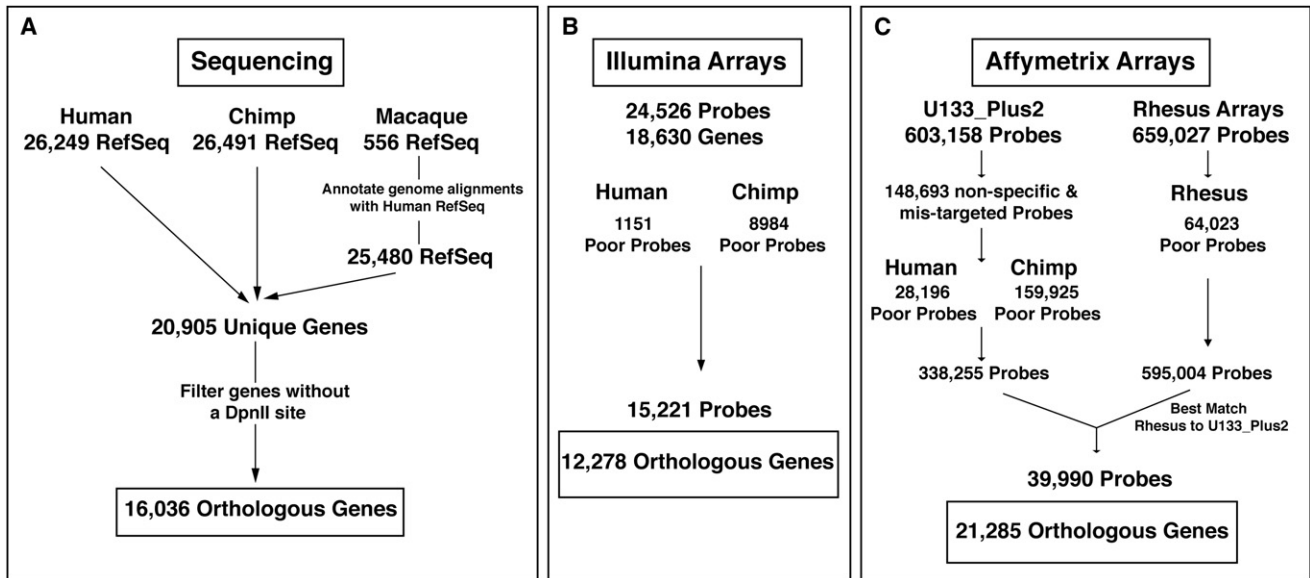 A
Sequencing
Human
26,249 RefSeq
Chimp
26,491 RefSeq
Macaque
556 RefSeq
Annotate genome alignments
with Human RefSeq
25,480 RefSeq
20,905 Unique Genes
Filter genes without
a DpnII site
16,036 Orthologous Genes
B
Illumina Arrays
24,526 Probes
18,630 Genes
Human
1151
Poor Probes
Chimp
8984
Poor Probes
15,221 Probes
12,278 Orthologous Genes
C
Affymetrix Arrays
U133_Plus2
603,158 Probes
Rhesus Arrays
659,027 Probes
148,693 non-specific &
mis-targeted Probes
Rhesus
64,023
Poor Probes
Human
28,196
Poor Probes
Chimp
159,925
Poor Probes
338,255 Probes
595,004 Probes
Best Match
Rhesus to U133_Plus2
39,990 Probes
21,285 Orthologous Genes